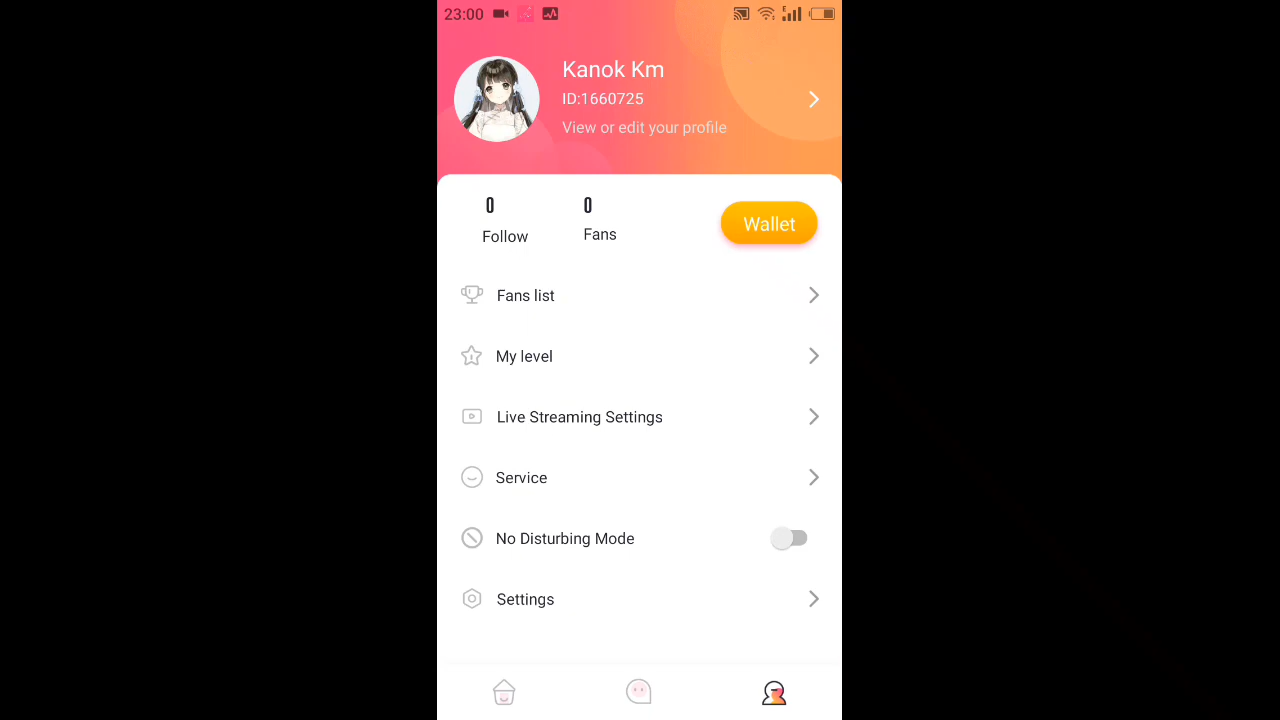 23:00
Kanok Km
ID:1660725
View or edit your profile
0
Follow
0
Fans
Wallet
Fans list
My level
Live Streaming Settings
Service
No Disturbing Mode
Settings